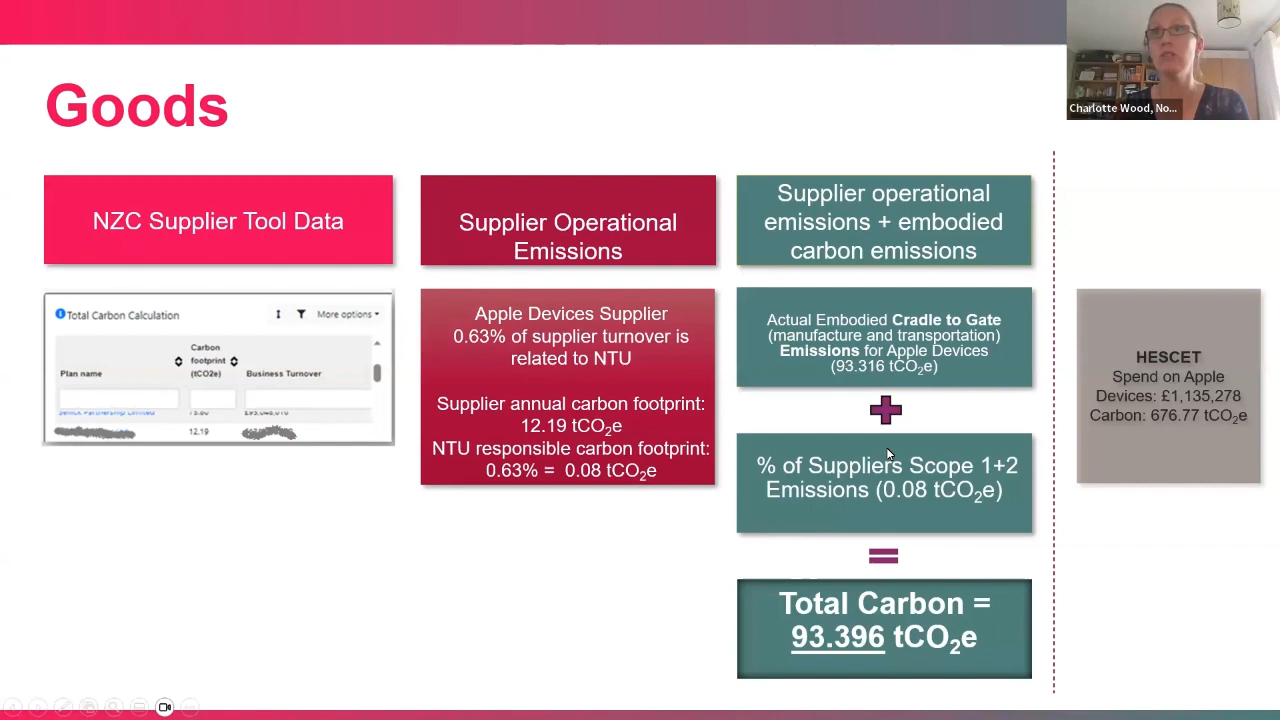 Charlotte Wood, No...
Goods
NZC Supplier Tool Data
Total Carbon Calculation
More options
Plan name
Carbon
footprint
(tCO2e)
Business Turnover
12.19
Supplier Operational
Emissions
Apple Devices Supplier
0.63% of supplier turnover is
related to NTU
Supplier annual carbon footprint:
12.19 tCO₂e
NTU responsible carbon footprint:
0.63% = 0.08 tCO₂e
Supplier operational
emissions + embodied
carbon emissions
Actual Embodied Cradle to Gate
(manufacture and transportation)
Emissions for Apple Devices
(93.316 tCO₂e)
% of Suppliers Scope 1+2
Emissions (0.08 tCO₂e)
Total Carbon =
93.396 tCO₂e
HESCET
Spend on Apple
Devices: £1,135,278
Carbon: 676.77 tCO₂e